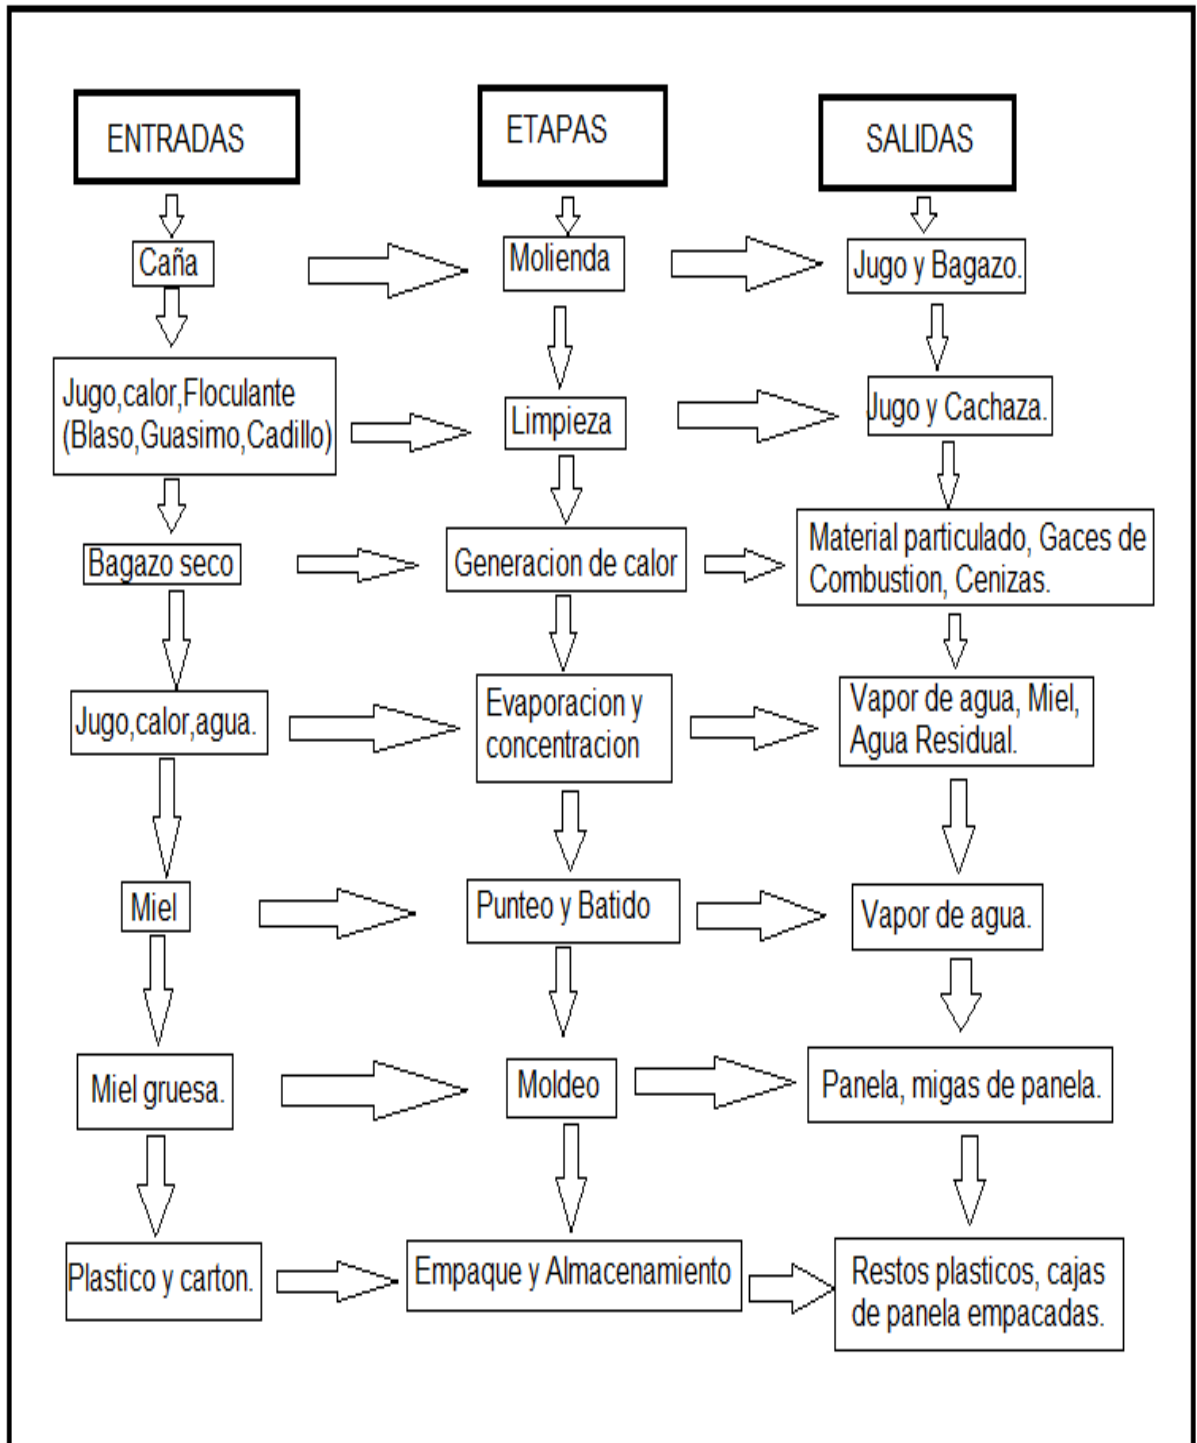 ENTRADAS
ETAPAS
SALIDAS
Caña
Molienda
Jugo y Bagazo.
Jugo,calor,Floculante
(Blaso,Guasimo,Cadillo)
Limpieza
Jugo y Cachaza.
Bagazo seco
Generacion de calor
Material particulado, Gaces de
Combustion, Cenizas.
Jugo,calor,agua.
Evaporacion y
concentracion
Vapor de agua, Miel,
Agua Residual.
Miel
Punteo y Batido
Vapor de agua.
Miel gruesa.
Moldeo
Panela, migas de panela.
Plastico y carton.
Empaque y Almacenamiento
Restos plasticos, cajas
de panela empacadas.